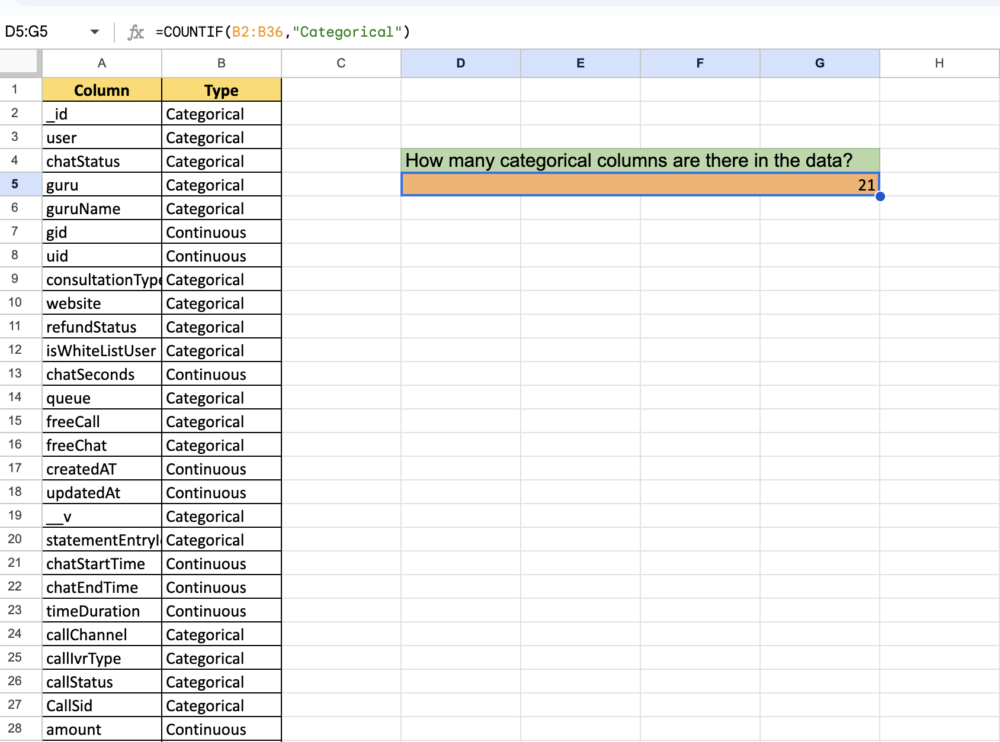 D5:G5 fx =COUNTIF(B2:B36,"Categorical")
A B C D E F G H
1 Column Type
2 _id Categorical
3 user Categorical
4 chatStatus Categorical How many categorical columns are there in the data?
5 guru Categorical 21
6 guruName Categorical
7 gid Continuous
8 uid Continuous
9 consultationType Categorical
10 website Categorical
11 refundStatus Categorical
12 isWhiteListUser Categorical
13 chatSeconds Continuous
14 queue Categorical
15 freeCall Categorical
16 freeChat Categorical
17 createdAT Continuous
18 updatedAt Continuous
19 __v Categorical
20 statementEntryI Categorical
21 chatStartTime Continuous
22 chatEndTime Continuous
23 timeDuration Continuous
24 callChannel Categorical
25 callIvrType Categorical
26 callStatus Categorical
27 CallSid Categorical
28 amount Continuous